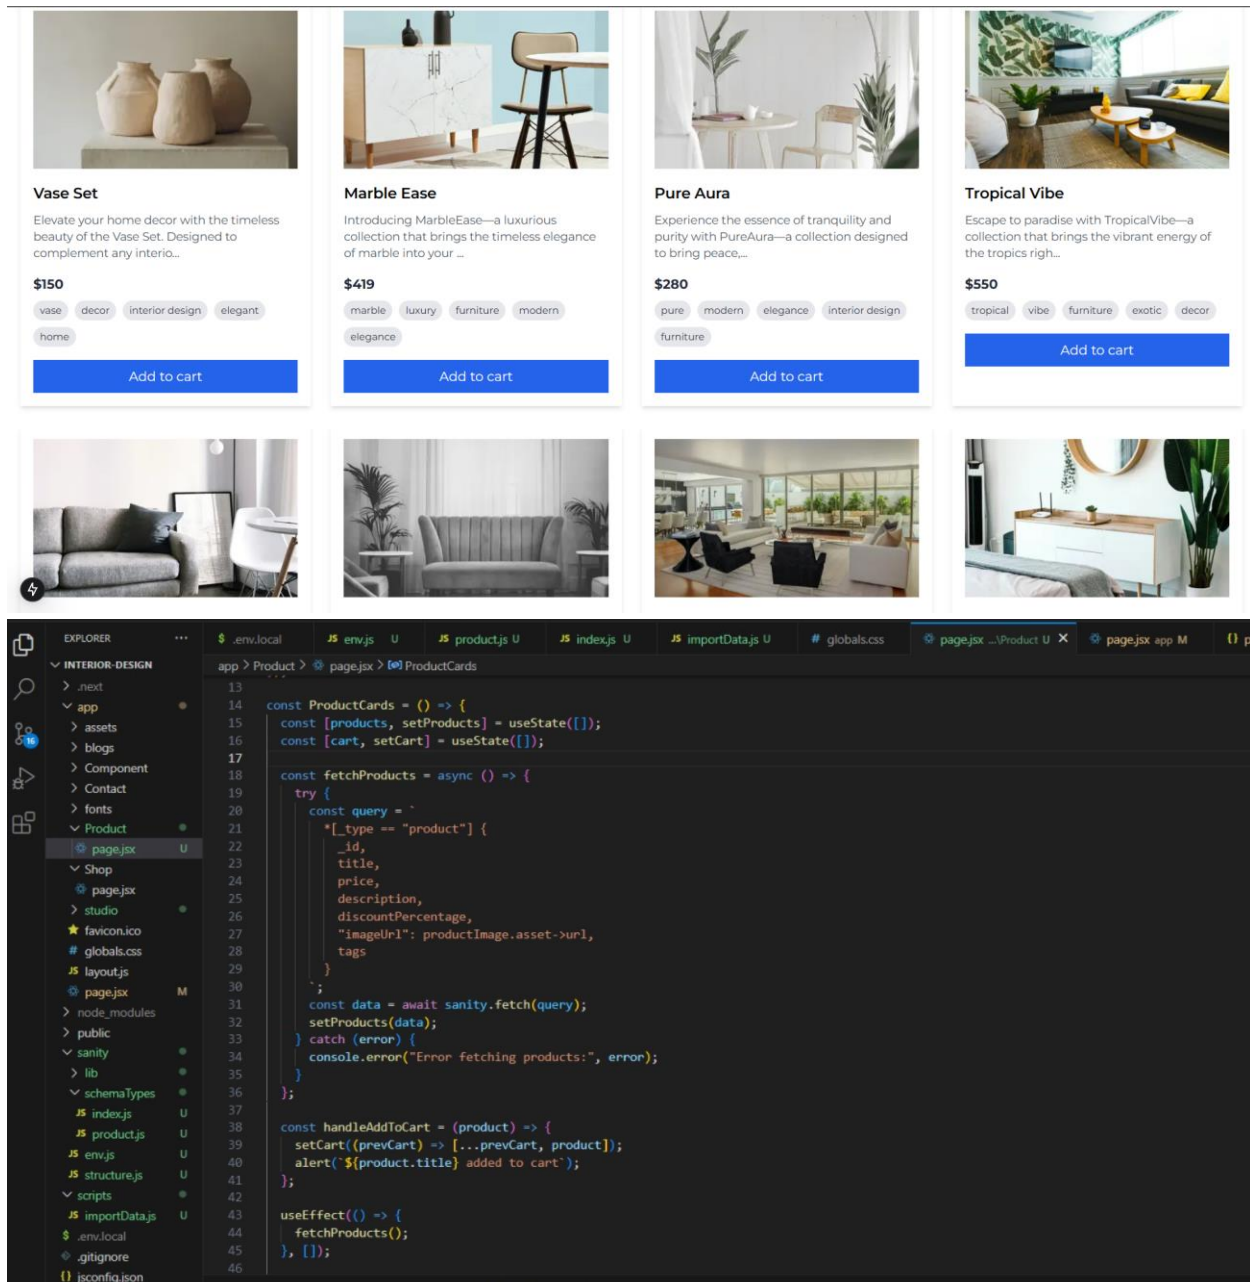 Vase Set
Elevate your home decor with the timeless
beauty of the Vase Set. Designed to
complement any interio...
$150
vase decor interior design elegant
home
Add to cart
Marble Ease
Introducing MarbleEase—a luxurious
collection that brings the timeless elegance
of marble into your ...
$419
marble luxury furniture modern
elegance
Add to cart
Pure Aura
Experience the essence of tranquility and
purity with PureAura—a collection designed
to bring peace,...
$280
pure modern elegance interior design
furniture
Add to cart
Tropical Vibe
Escape to paradise with TropicalVibe—a
collection that brings the vibrant energy of
the tropics righ...
$550
tropical vibe furniture exotic decor
Add to cart
EXPLORER ...
INTERIOR-DESIGN
> .next
app
> assets
> blogs
> Component
> Contact
> fonts
Product
page.jsx U
Shop
page.jsx
> studio
favicon.ico
# globals.css
JS layout.js
page.jsx M
> node_modules
> public
sanity
> lib
schemaTypes
JS index.js U
JS product.js U
JS env.js U
JS structure.js U
scripts
JS importData.js U
$ .env.local
.gitignore
{} jsconfig.json
16
$ .env.local JS env.js U JS product.js U JS index.js U JS importData.js U # globals.css page.jsx ...\Product U X page.jsx app M {} p
app > Product > page.jsx > ProductCards
13
14 const ProductCards = () => {
15 const [products, setProducts] = useState([]);
16 const [cart, setCart] = useState([]);
17
18 const fetchProducts = async () => {
19 try {
20 const query = `
21 *[_type == "product"] {
22 _id,
23 title,
24 price,
25 description,
26 discountPercentage,
27 "imageUrl": productImage.asset->url,
28 tags
29 }
30 `;
31 const data = await sanity.fetch(query);
32 setProducts(data);
33 } catch (error) {
34 console.error("Error fetching products:", error);
35 }
36 };
37
38 const handleAddToCart = (product) => {
39 setCart((prevCart) => [...prevCart, product]);
40 alert(`${product.title} added to cart`);
41 };
42
43 useEffect(() => {
44 fetchProducts();
45 }, []);
46